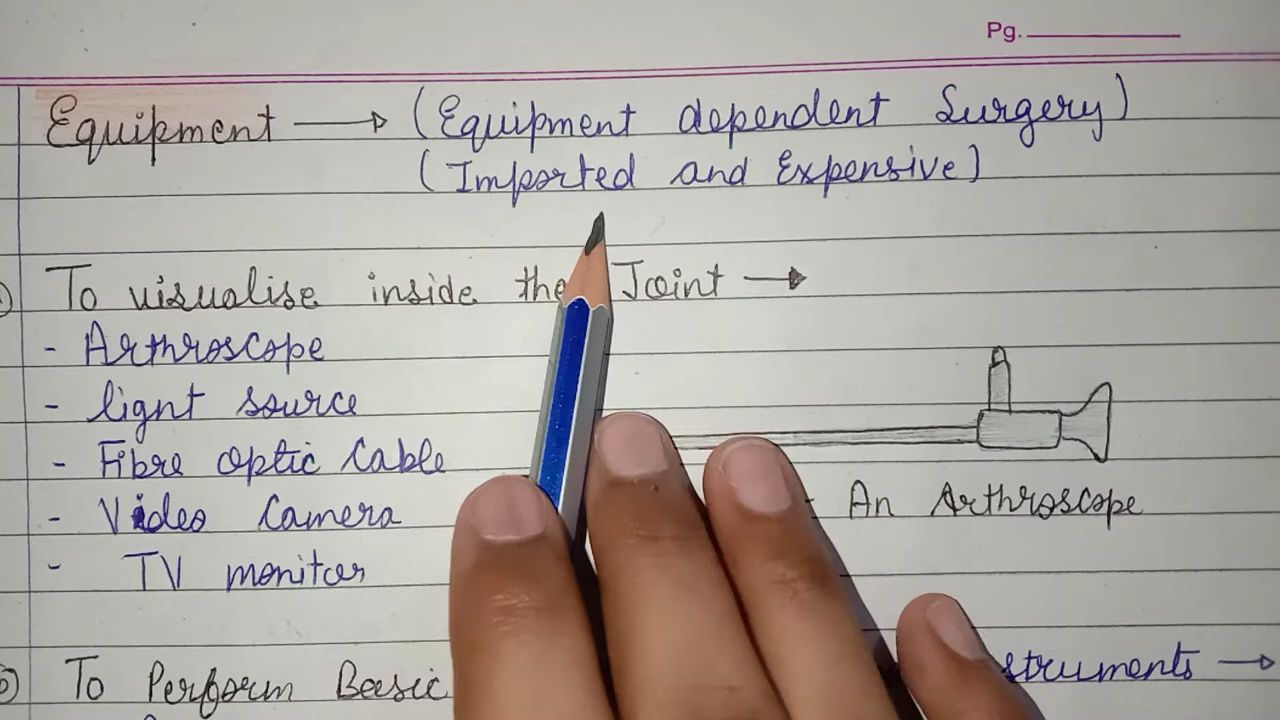 Pg.
Equipment → (Equipment dependent Surgery)
(Imported and Expensive)
To visualise inside the Joint →
- Arthroscope
- light source
- Fibre optic Cable
- Video Camera
- TV monitor
- An Arthroscope
To Perform Basic struments →